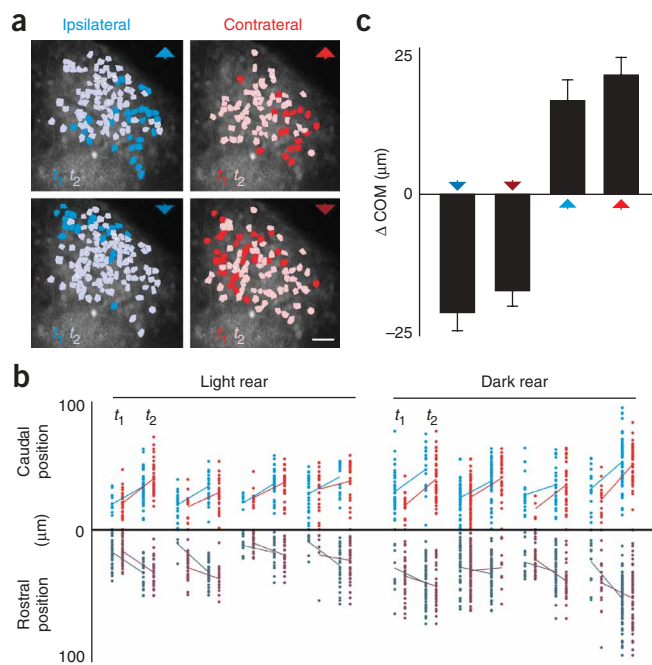 a
Ipsilateral
Contrateral
t1 t2
t1 t2
t1 t2
t1 t2
c
25
0
−25
Δ COM (μm)
b
Light rear
Dark rear
t1 t2
t1 t2
100
0
100
Caudal position
(μm)
Rostral position